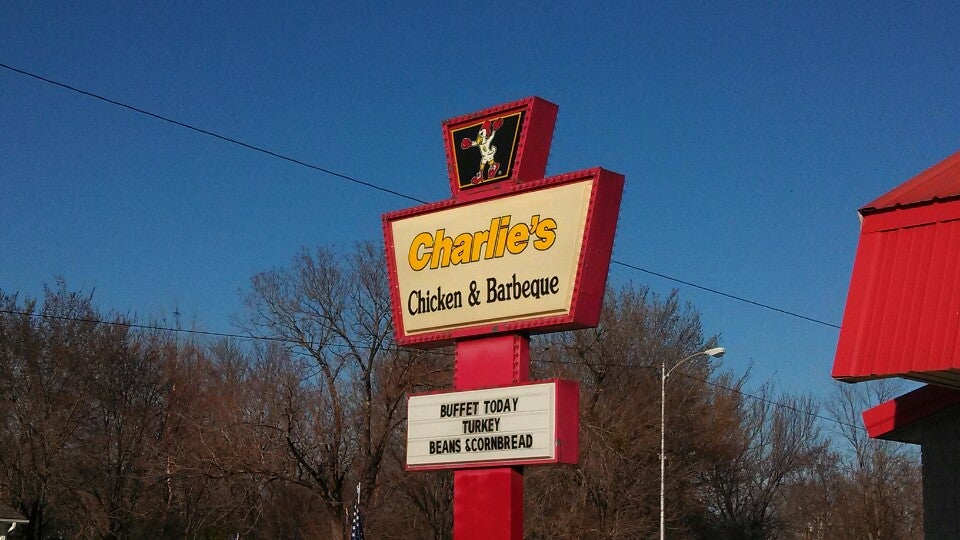 Charlie's
Chicken & Barbeque
BUFFET TODAY
TURKEY
BEANS &CORNBREAD